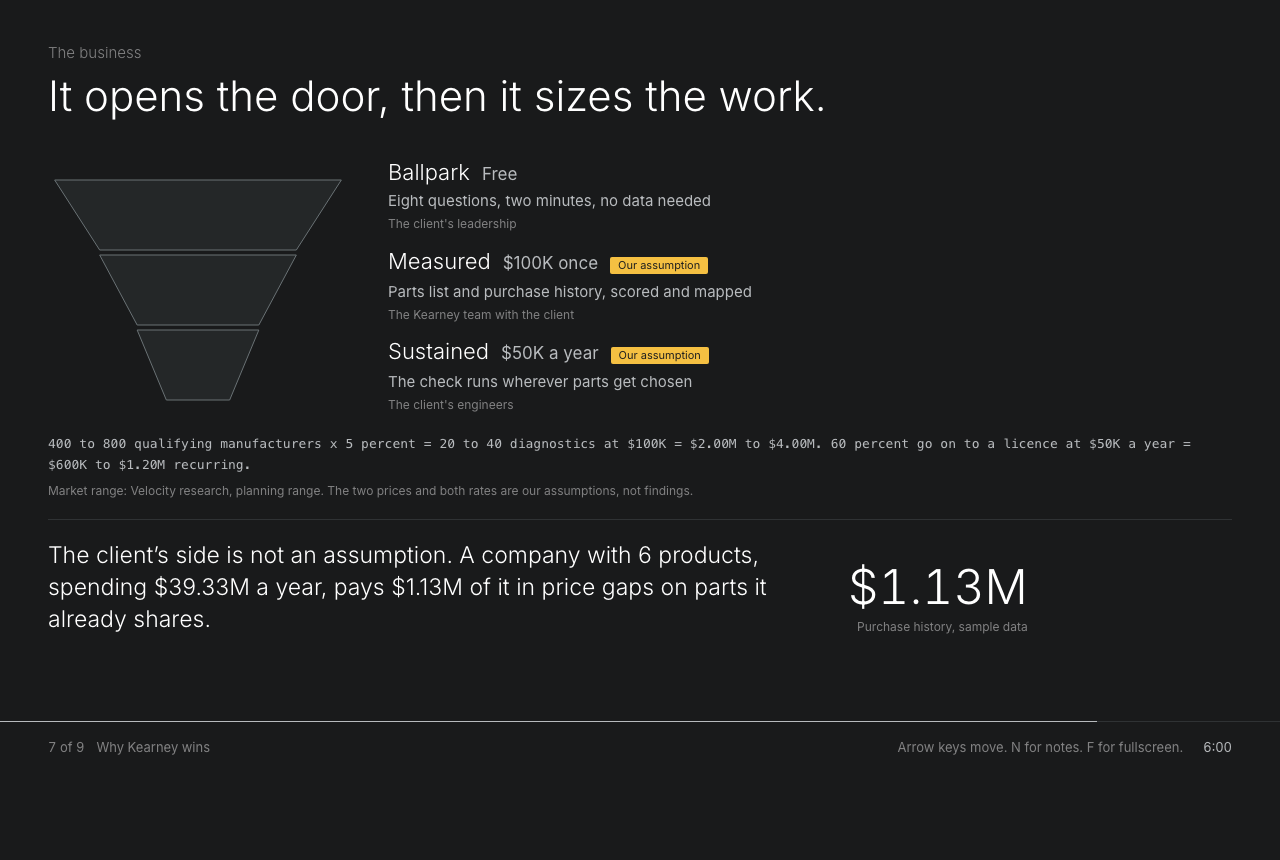 The business
It opens the door, then it sizes the work.
Ballpark Free
Eight questions, two minutes, no data needed
The client's leadership
Measured $100K once Our assumption
Parts list and purchase history, scored and mapped
The Kearney team with the client
Sustained $50K a year Our assumption
The check runs wherever parts get chosen
The client's engineers
400 to 800 qualifying manufacturers x 5 percent = 20 to 40 diagnostics at $100K = $2.00M to $4.00M. 60 percent go on to a licence at $50K a year =
$600K to $1.20M recurring.
Market range: Velocity research, planning range. The two prices and both rates are our assumptions, not findings.
The client’s side is not an assumption. A company with 6 products,
spending $39.33M a year, pays $1.13M of it in price gaps on parts it
already shares.
$1.13M
Purchase history, sample data
7 of 9 Why Kearney wins
Arrow keys move. N for notes. F for fullscreen. 6:00